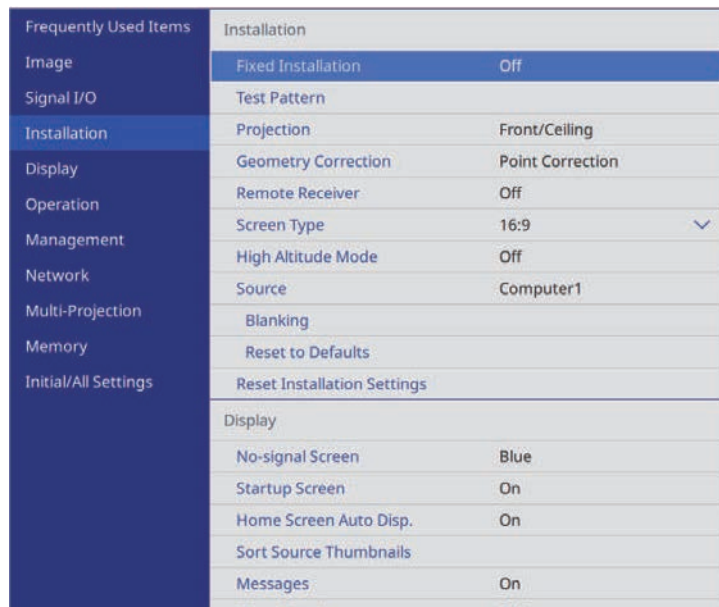 Frequently Used Items
Image
Signal I/O
Installation
Display
Operation
Management
Network
Multi-Projection
Memory
Initial/All Settings
Installation
Fixed Installation Off
Test Pattern
Projection Front/Ceiling
Geometry Correction Point Correction
Remote Receiver Off
Screen Type 16:9
High Altitude Mode Off
Source Computer1
Blanking
Reset to Defaults
Reset Installation Settings
Display
No-signal Screen Blue
Startup Screen On
Home Screen Auto Disp. On
Sort Source Thumbnails
Messages On